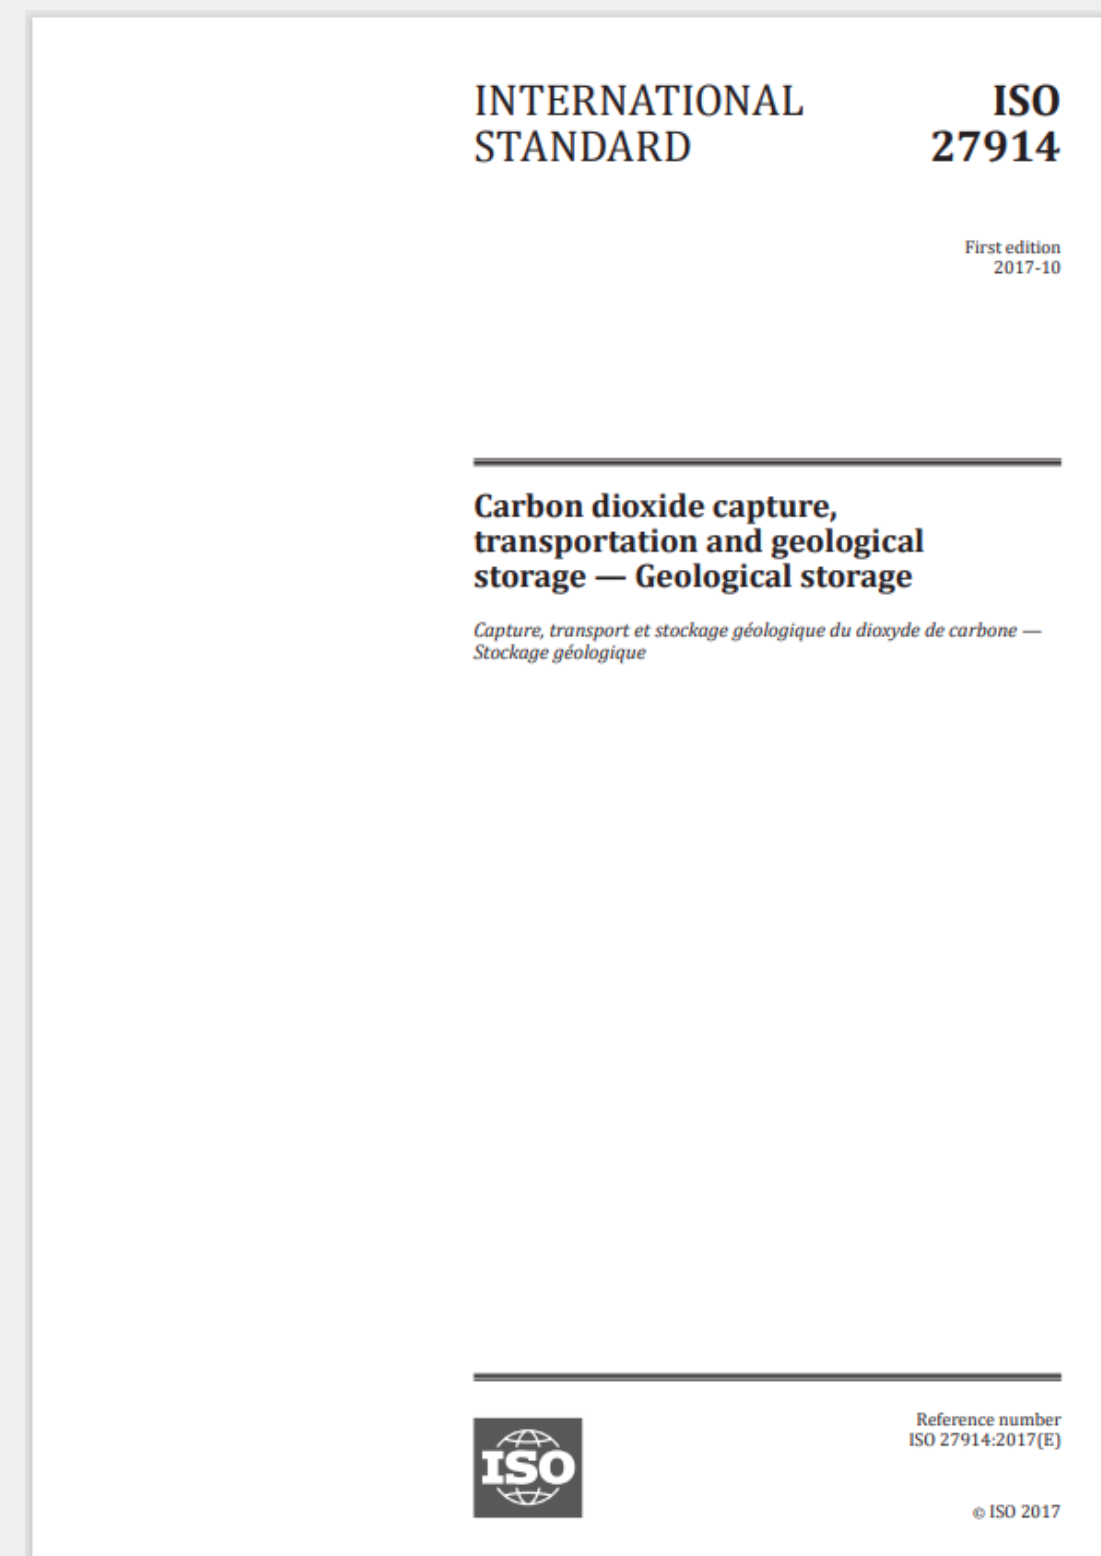 INTERNATIONAL STANDARD
ISO 27914
First edition
2017-10
Carbon dioxide capture,
transportation and geological
storage — Geological storage
Capture, transport et stockage géologique du dioxyde de carbone —
Stockage géologique
ISO
Reference number
ISO 27914:2017(E)
© ISO 2017